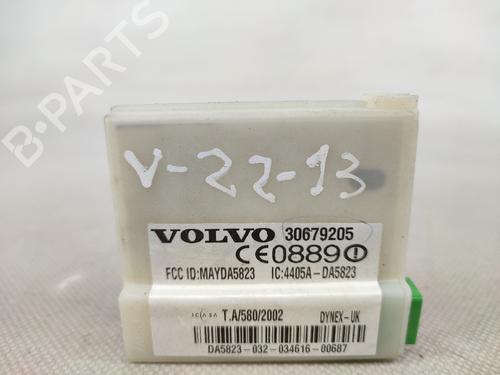 B-PARTS
V-22-13
VOLVO 30679205
CE0889
FCC ID:MAYDA5823 IC:4405A-DA5823
ICASA T.A/580/2002 DYNEX-UK
DA5823-032-034616-00687